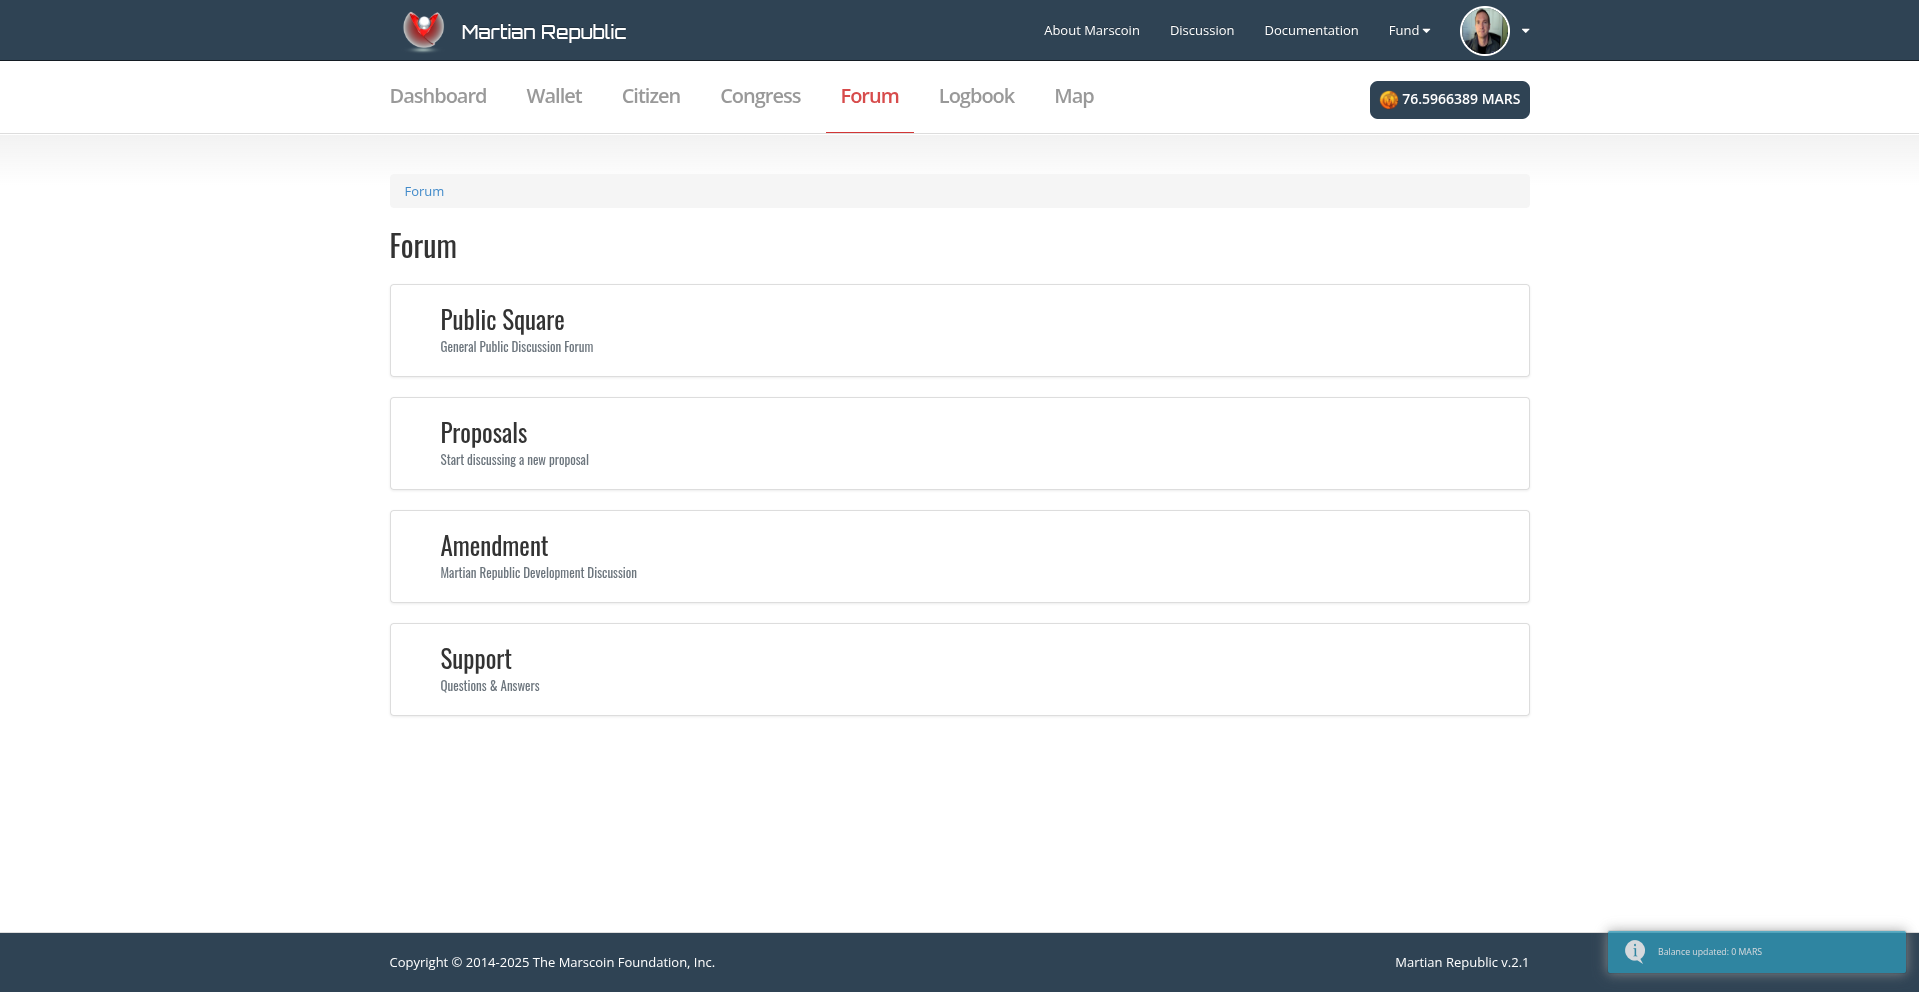 Martian Republic
About Marscoin
Discussion
Documentation
Fund
Dashboard
Wallet
Citizen
Congress
Forum
Logbook
Map
76.5966389 MARS
Forum
Forum
Public Square
General Public Discussion Forum
Proposals
Start discussing a new proposal
Amendment
Martian Republic Development Discussion
Support
Questions & Answers
Copyright © 2014-2025 The Marscoin Foundation, Inc.
Martian Republic v.2.1
Balance updated: 0 MARS